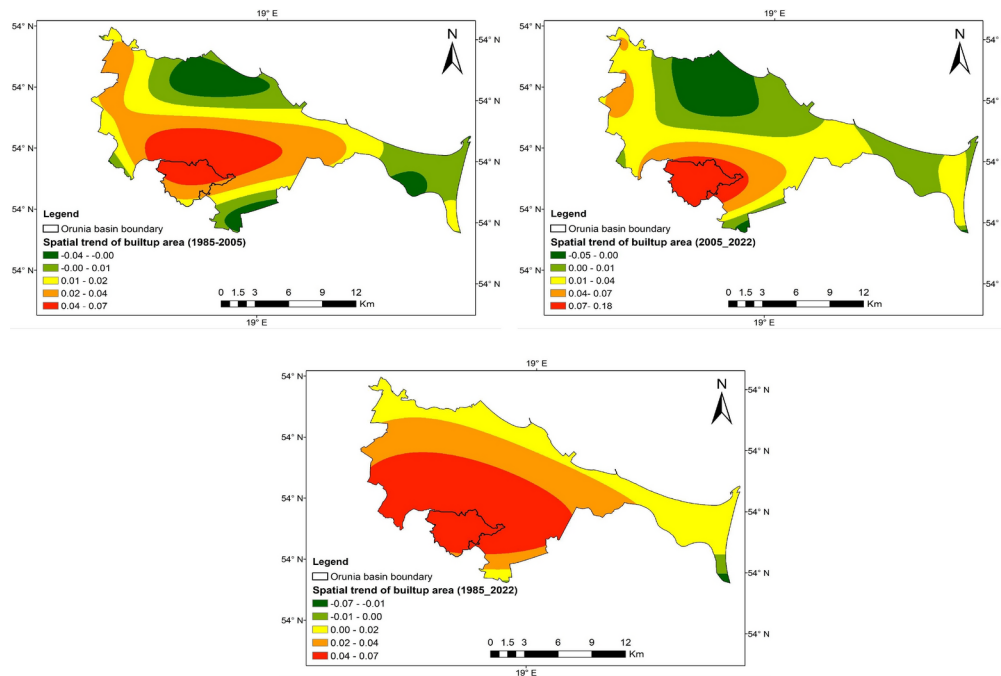 19° E
54° N
54° N
N
54° N
54° N
54° N
54° N
54° N
54° N
Legend
Orunia basin boundary
Spatial trend of builtup area (1985-2005)
-0.04 - -0.00
-0.00 - 0.01
0.01 - 0.02
0.02 - 0.04
0.04 - 0.07
54° N
54° N
0 1.5 3 6 9 12
Km
19° E
19° E
54° N
54° N
N
54° N
54° N
54° N
54° N
54° N
54° N
Legend
Orunia basin boundary
Spatial trend of builtup area (2005_2022)
-0.05 - 0.00
0.00 - 0.01
0.01 - 0.04
0.04- 0.07
0.07- 0.18
54° N
54° N
0 1.5 3 6 9 12
Km
19° E
19° E
54° N
54° N
N
54° N
54° N
54° N
54° N
54° N
54° N
Legend
Orunia basin boundary
Spatial trend of builtup area (1985_2022)
-0.07 - -0.01
-0.01 - 0.00
0.00 - 0.02
0.02 - 0.04
0.04 - 0.07
54° N
54° N
0 1.5 3 6 9 12
Km
19° E